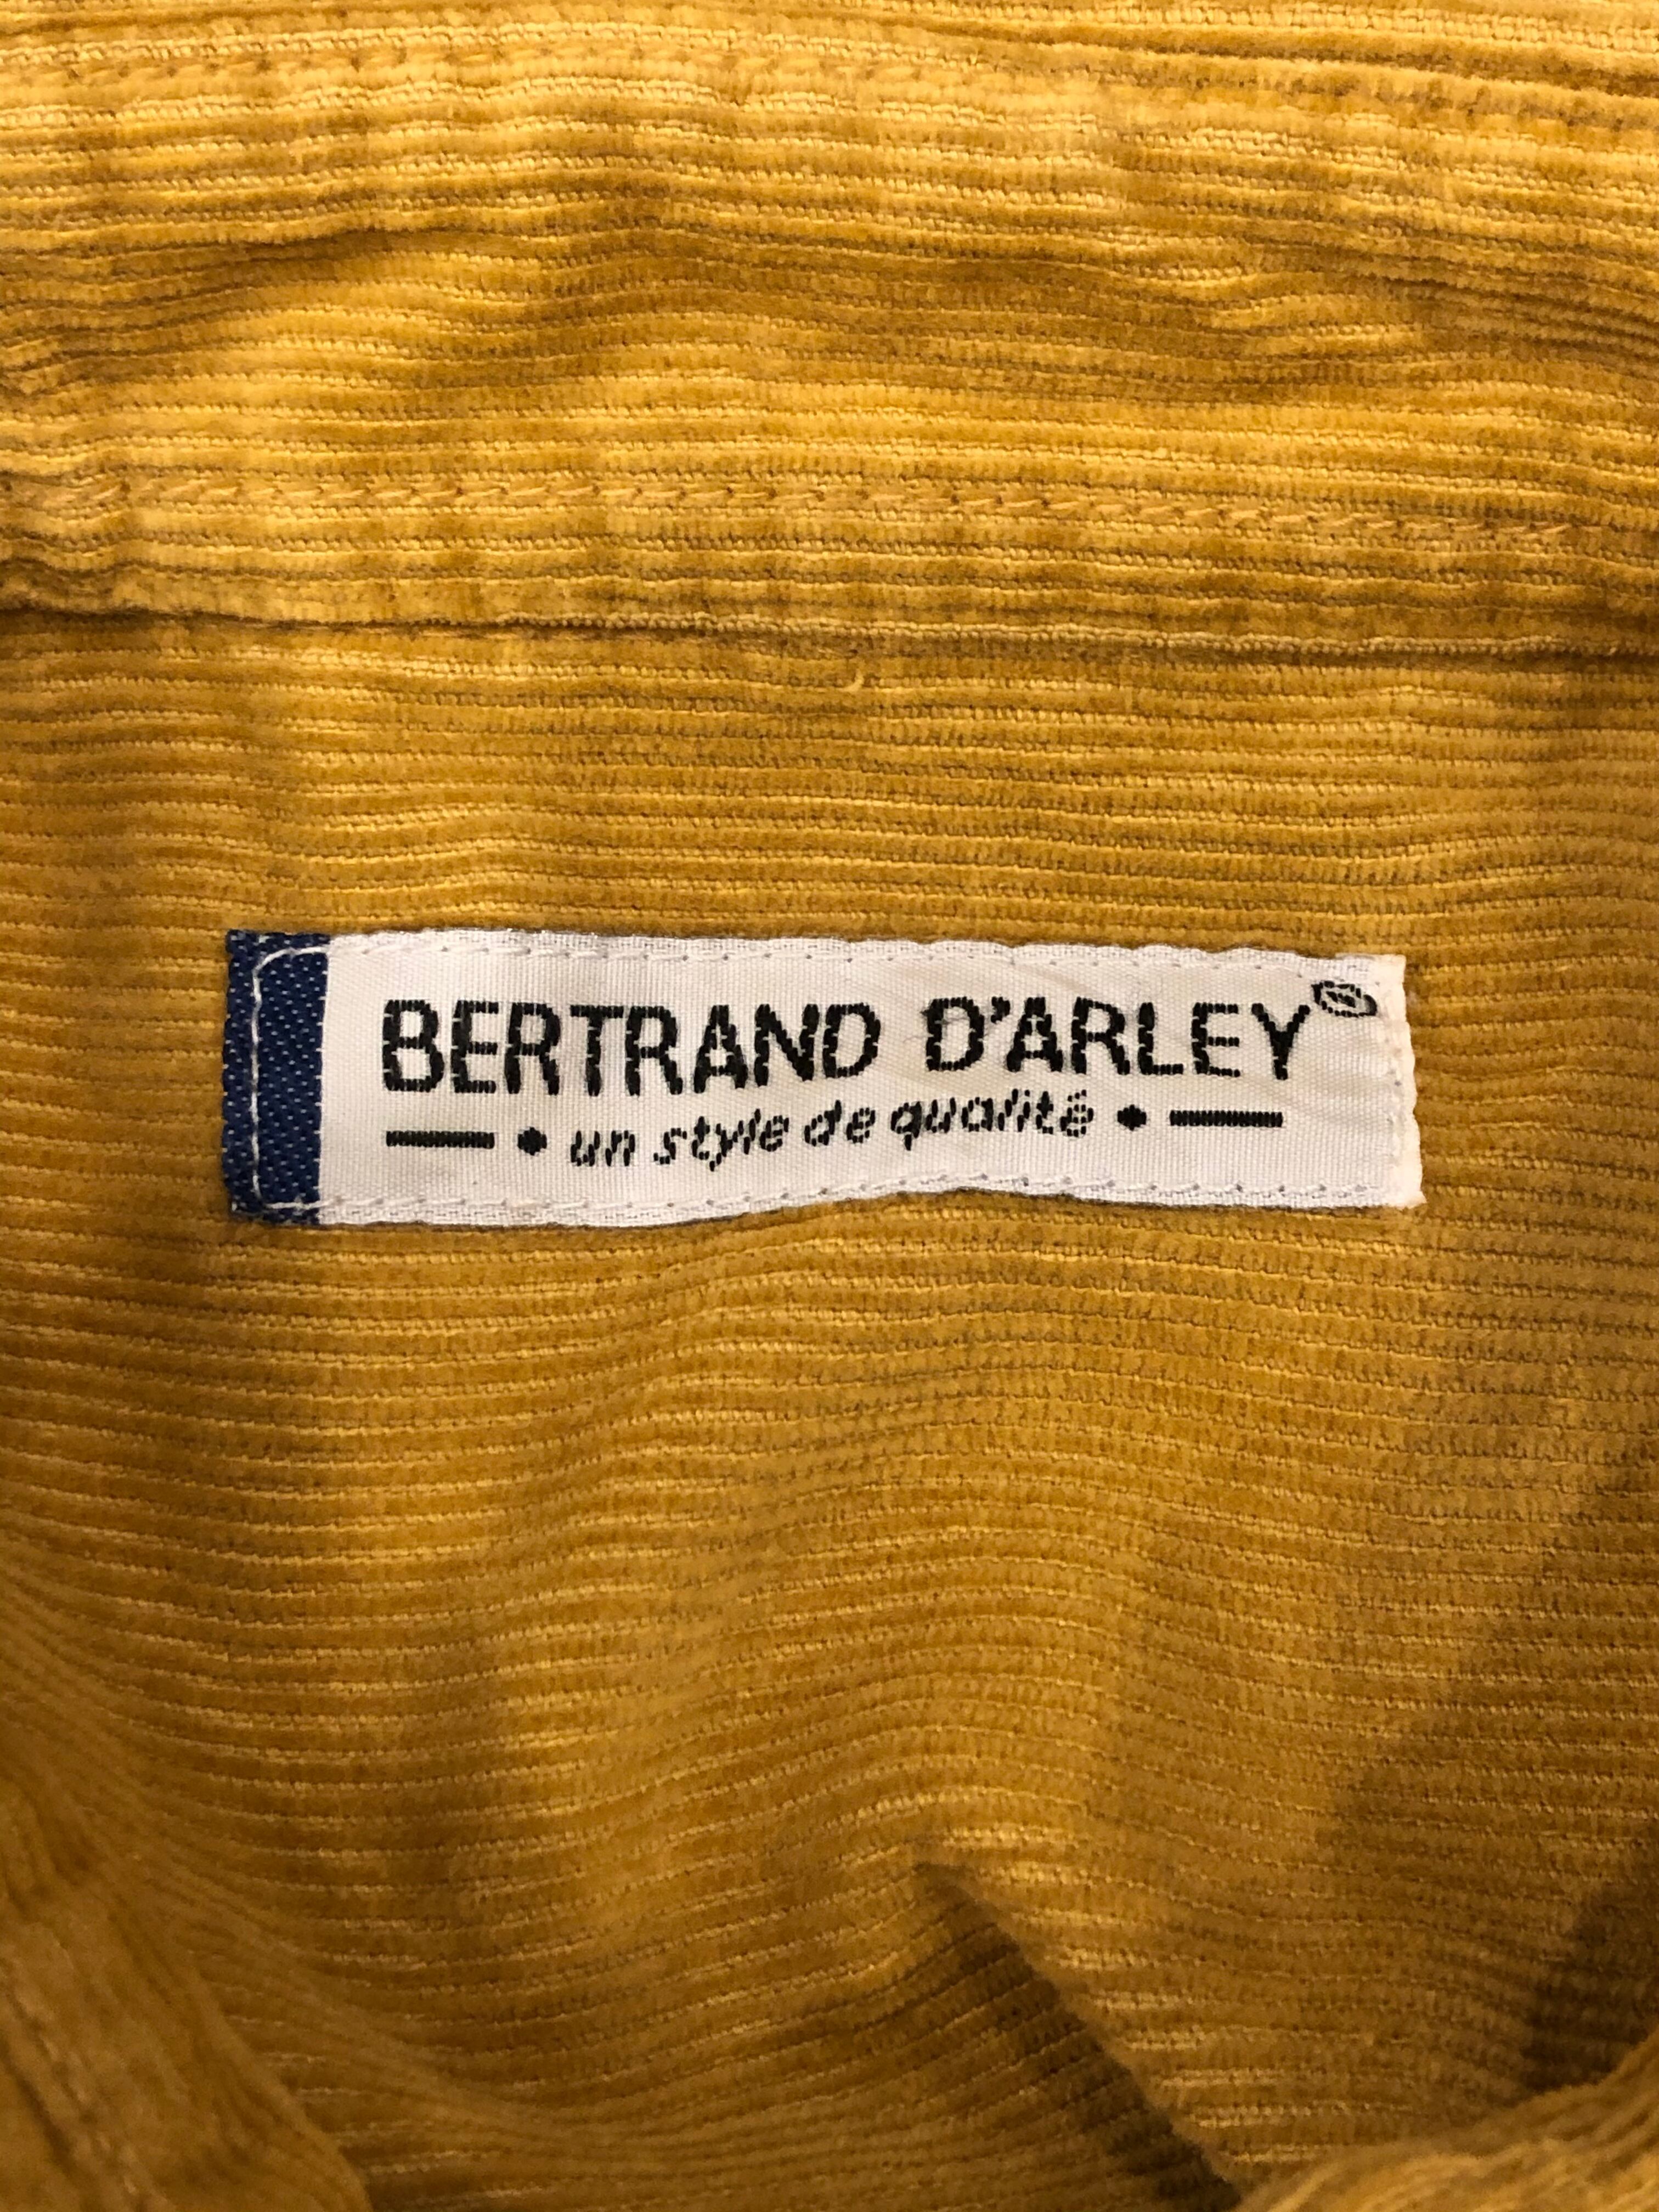 BERTRAND D'ARLEY®
un style de qualité